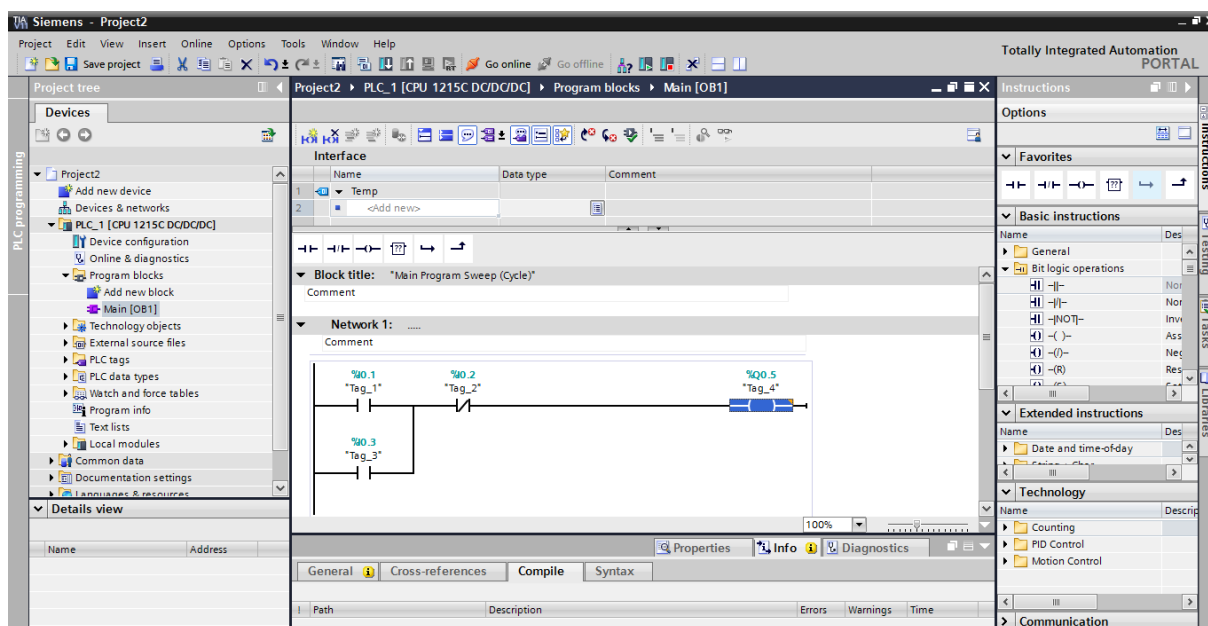 Siemens - Project2
Project Edit View Insert Online Options Tools Window Help
Save project Go online Go offline
Totally Integrated Automation
PORTAL
Project tree
Devices
PLC programming
Project2
Add new device
Devices & networks
PLC_1 [CPU 1215C DC/DC/DC]
Device configuration
Online & diagnostics
Program blocks
Add new block
Main [OB1]
Technology objects
External source files
PLC tags
PLC data types
Watch and force tables
Program info
Text lists
Local modules
Common data
Documentation settings
Languages & resources
Details view
Name Address
Project2 PLC_1 [CPU 1215C DC/DC/DC] Program blocks Main [OB1]
Interface
Name Data type Comment
1 Temp
2 <Add new>
Block title: "Main Program Sweep (Cycle)"
Comment
Network 1: .....
Comment
%I0.1 %I0.2 %Q0.5
"Tag_1" "Tag_2" "Tag_4"
%I0.3
"Tag_3"
100%
Properties Info Diagnostics
General Cross-references Compile Syntax
! Path Description Errors Warnings Time
Instructions
Options
Favorites
Basic instructions
Name Des
General
Bit logic operations
-||- Nor
-|/|- Nor
-|NOT|- Inve
-( )- Ass
-(/)- Neg
-(R) Res
Extended instructions
Name Des
Date and time-of-day
Technology
Name Descrip
Counting
PID Control
Motion Control
Communication
Instructions
Testing
Tasks
Libraries